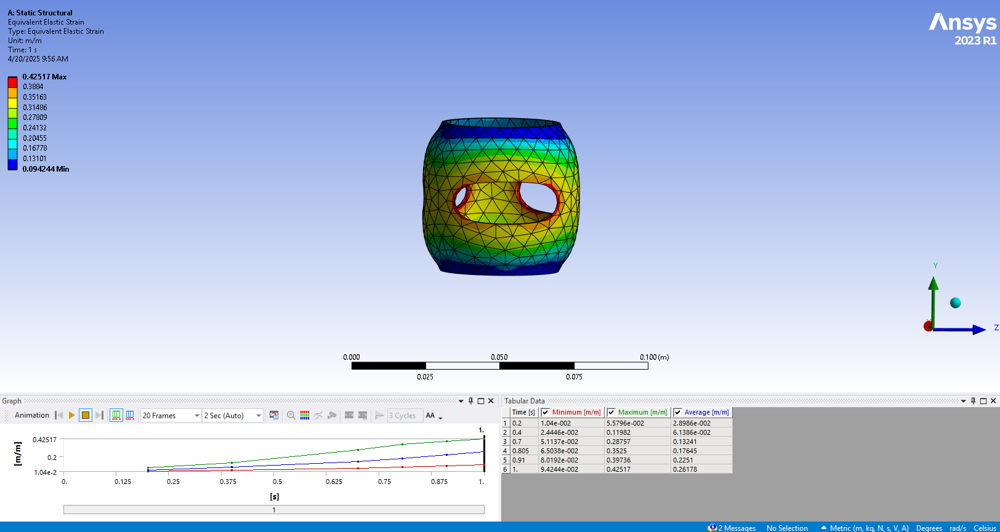 A: Static Structural
Equivalent Elastic Strain
Type: Equivalent Elastic Strain
Unit: m/m
Time: 1 s
4/20/2025 9:56 AM
0.42517 Max
0.3884
0.35163
0.31486
0.27809
0.24132
0.20455
0.16778
0.13101
0.094244 Min
Ansys
2023 R1
Y
X
Z
0.000 0.050 0.100 (m)
0.025 0.075
Graph
Animation 20 Frames 2 Sec (Auto) 3 Cycles AA
1.
0.42517
0.2
1.04e-2
[m/m]
0. 0.125 0.25 0.375 0.5 0.625 0.75 0.875 1.
[s]
1
Tabular Data
Time [s] Minimum [m/m] Maximum [m/m] Average [m/m]
1 0.2 1.04e-002 5.5796e-002 2.8986e-002
2 0.4 2.4446e-002 0.11982 6.1386e-002
3 0.7 5.1137e-002 0.28757 0.13241
4 0.805 6.5038e-002 0.3525 0.17645
5 0.91 8.0192e-002 0.39736 0.2251
6 1. 9.4244e-002 0.42517 0.26178
2 Messages No Selection Metric (m, kg, N, s, V, A) Degrees rad/s Celsius